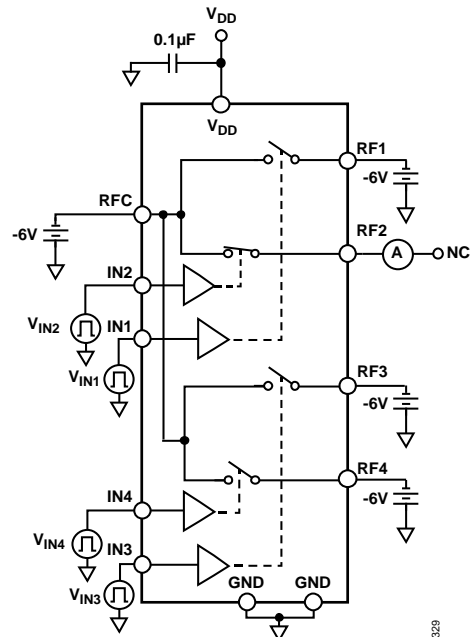 VDD
0.1µF
VDD
RF1
-6V
RFC
-6V
RF2
A
NC
IN2
VIN2
IN1
VIN1
RF3
-6V
RF4
-6V
IN4
VIN4
IN3
VIN3
GND GND
329